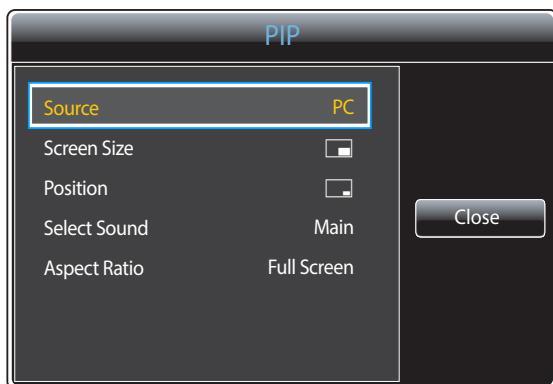 PIP
Source PC
Screen Size
Position
Select Sound Main
Aspect Ratio Full Screen
Close